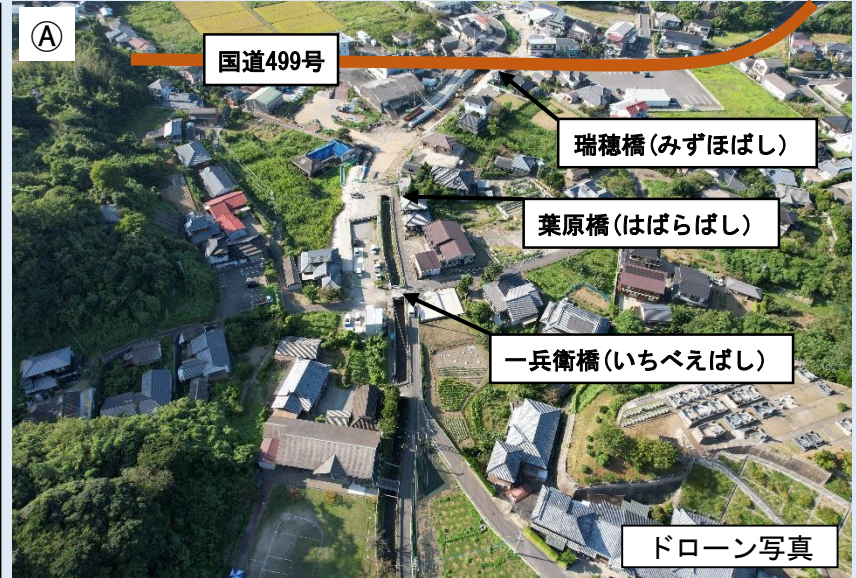 Ⓐ
国道499号
瑞穂橋(みずほばし)
葉原橋(はばらばし)
一兵衛橋(いちべえばし)
ドローン写真